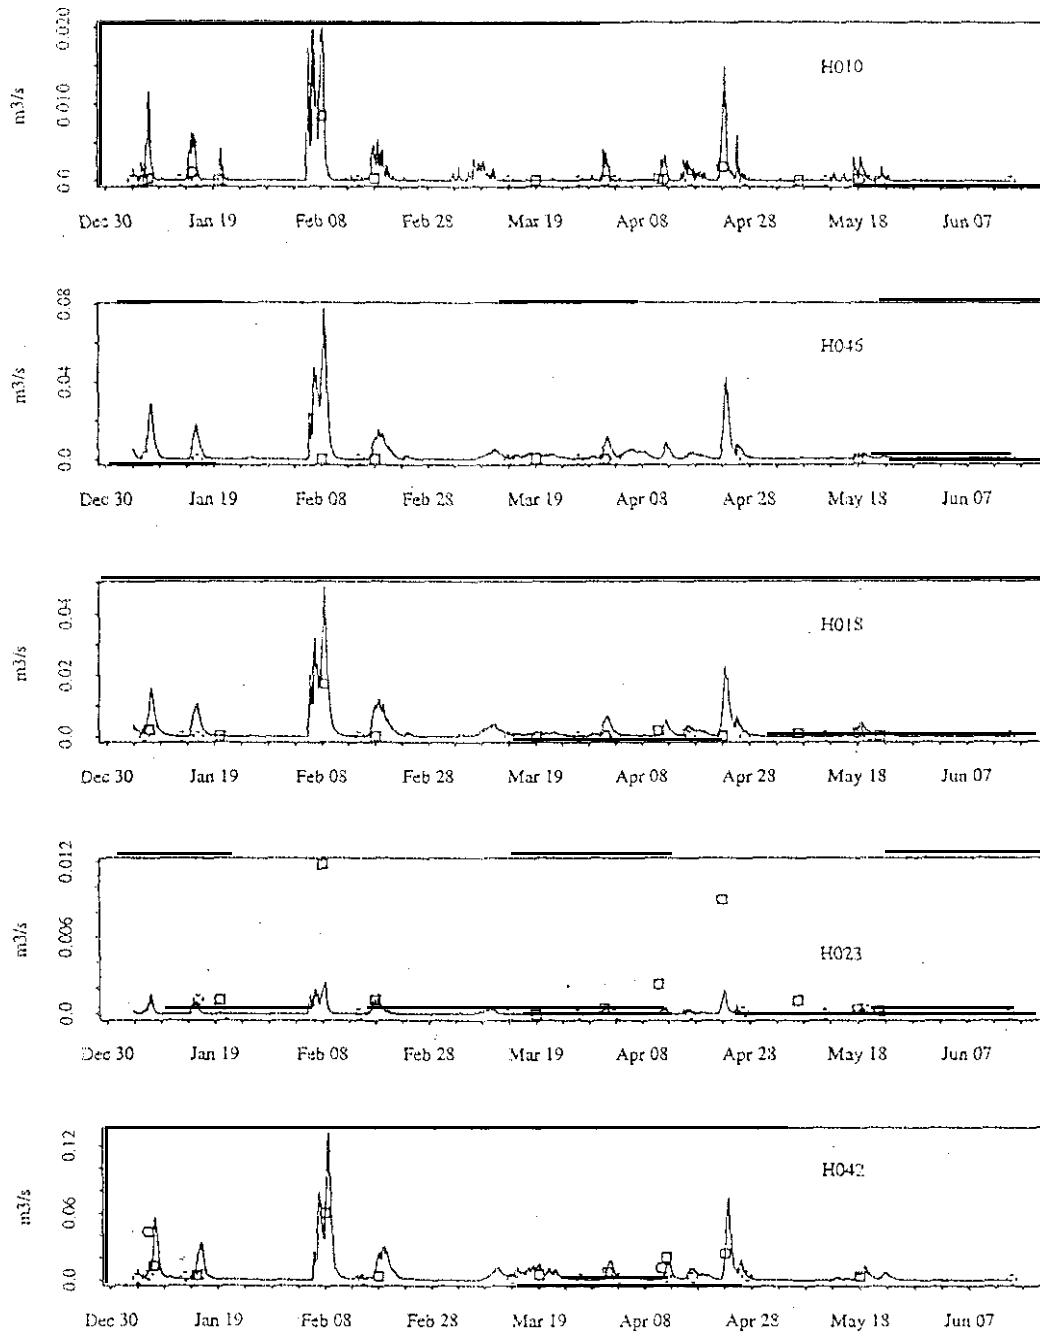 0.020
0.010
0.0
m3/s
H010
Dec 30 Jan 19 Feb 08 Feb 28 Mar 19 Apr 08 Apr 28 May 18 Jun 07
0.08
0.04
0.0
m3/s
H046
Dec 30 Jan 19 Feb 08 Feb 28 Mar 19 Apr 08 Apr 28 May 18 Jun 07
0.04
0.02
0.0
m3/s
H018
Dec 30 Jan 19 Feb 08 Feb 28 Mar 19 Apr 08 Apr 28 May 18 Jun 07
0.012
0.006
0.0
m3/s
H023
Dec 30 Jan 19 Feb 08 Feb 28 Mar 19 Apr 08 Apr 28 May 18 Jun 07
0.12
0.06
0.0
m3/s
H042
Dec 30 Jan 19 Feb 08 Feb 28 Mar 19 Apr 08 Apr 28 May 18 Jun 07